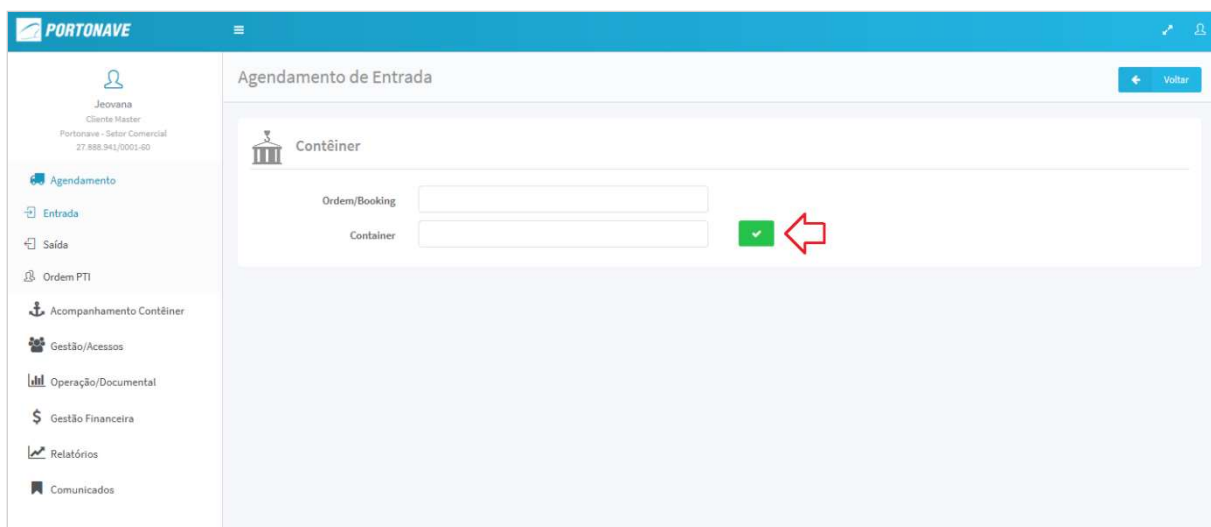 PORTONAVE
Jeovana
Cliente Master
Portonave - Setor Comercial
27.888.941/0001-60
Agendamento
Entrada
Saída
Ordem PTI
Acompanhamento Contêiner
Gestão/Acessos
Operação/Documental
Gestão Financeira
Relatórios
Comunicados
Agendamento de Entrada
Voltar
Contêiner
Ordem/Booking
Container